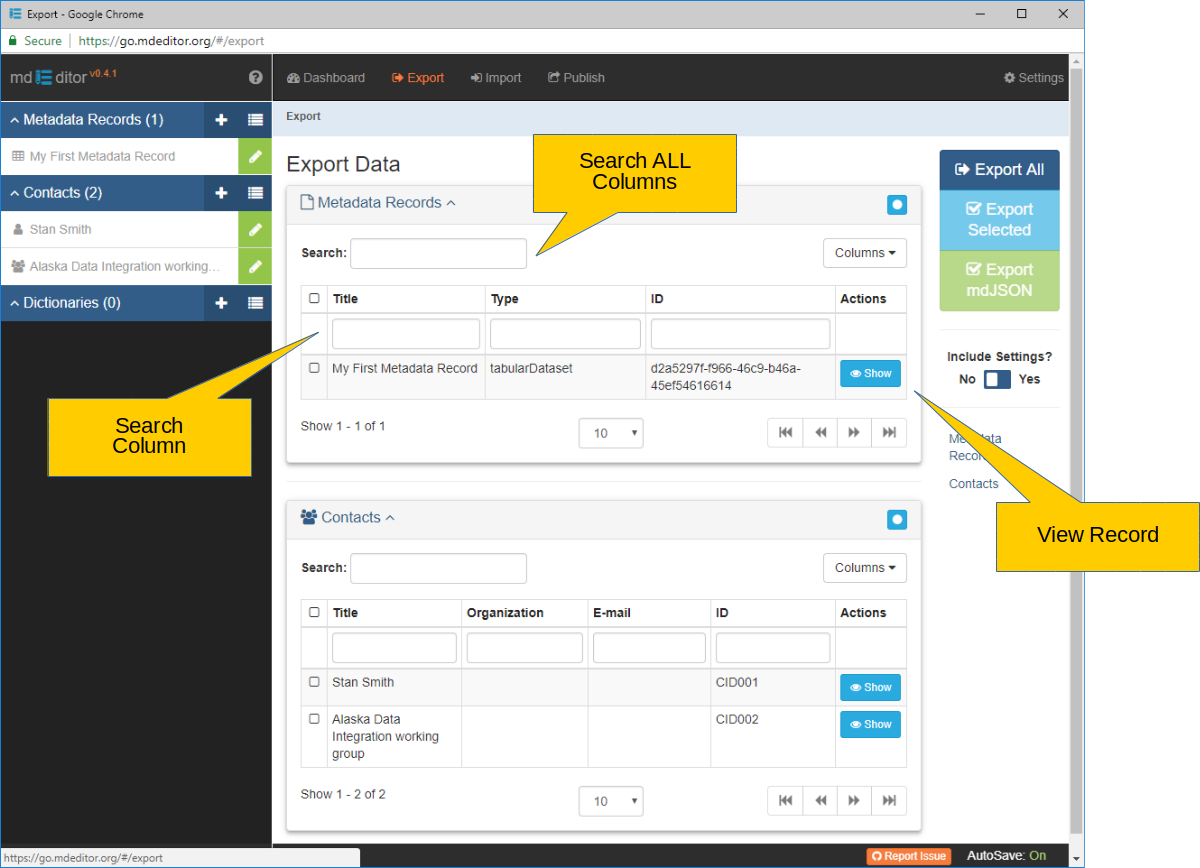 Export - Google Chrome
Secure | https://go.mdeditor.org/#/export
md ditor v0.4.1
Dashboard Export Import Publish Settings
Metadata Records (1)
My First Metadata Record
Contacts (2)
Stan Smith
Alaska Data Integration working...
Dictionaries (0)
Export
Export Data
Search ALL
Columns
Export All
Export
Selected
Export
mdJSON
Include Settings?
No Yes
Metadata
Recor
Contacts
Metadata Records
Search: Columns
Title Type ID Actions
My First Metadata Record tabularDataset d2a5297f-f966-46c9-b46a-
45ef54616614 Show
Show 1 - 1 of 1 10
Search
Column
View Record
Contacts
Search: Columns
Title Organization E-mail ID Actions
Stan Smith CID001 Show
Alaska Data CID002 Show
Integration working
group
Show 1 - 2 of 2 10
https://go.mdeditor.org/#/export
Report Issue AutoSave: On